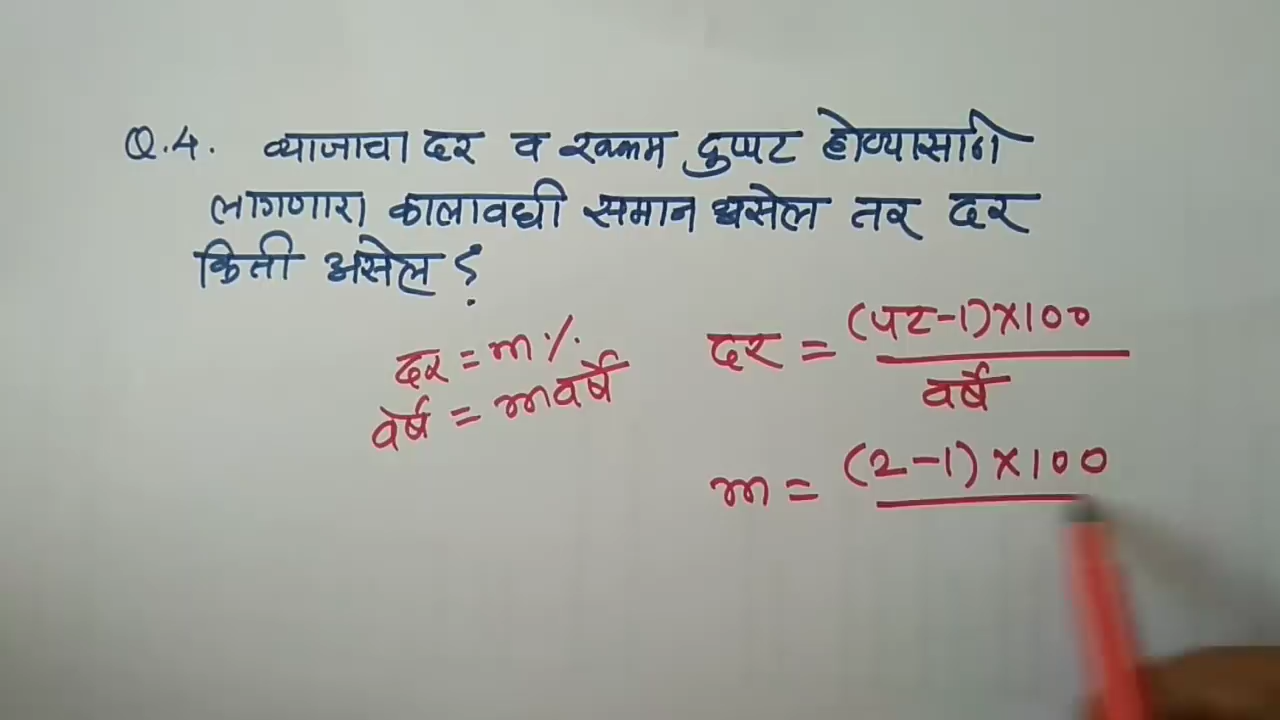 Q.4. व्याजाचा दर व रक्कम दुप्पट होण्यासाठी
लागणारा कालावधी समान असेल तर दर
किती असेल ?
दर = m %
वर्ष = m वर्षे
दर = (पट-1)×100
वर्षे
m = (2-1)×100